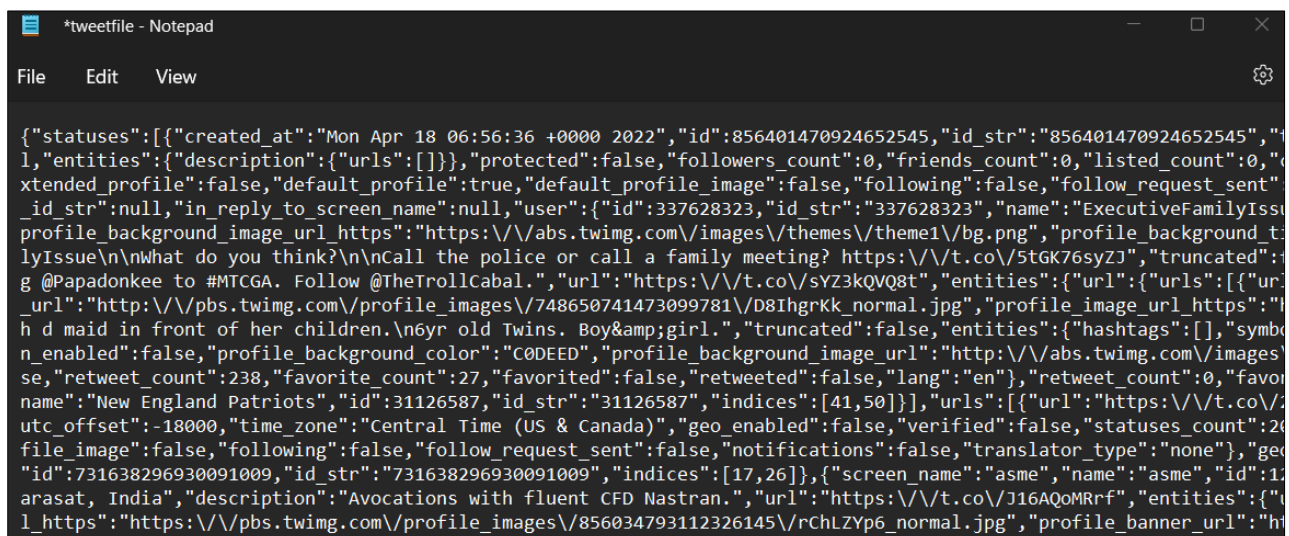 *tweetfile - Notepad
File Edit View
{"statuses":[{"created_at":"Mon Apr 18 06:56:36 +0000 2022","id":856401470924652545,"id_str":"856401470924652545","
l,"entities":{"description":{"urls":[]}},"protected":false,"followers_count":0,"friends_count":0,"listed_count":0,"
xtended_profile":false,"default_profile":true,"default_profile_image":false,"following":false,"follow_request_sent":
_id_str":null,"in_reply_to_screen_name":null,"user":{"id":337628323,"id_str":"337628323","name":"ExecutiveFamilyIssu
profile_background_image_url_https":"https:\/\/abs.twimg.com\/images\/themes\/theme1\/bg.png","profile_background_ti
lyIssue\n\nWhat do you think?\n\nCall the police or call a family meeting? https:\/\/t.co\/5tGK76syZJ","truncated":f
g @Papadonkee to #MTCGA. Follow @TheTrollCabal.","url":"https:\/\/t.co\/sYZ3kQVQ8t","entities":{"url":{"urls":[{"url
_url":"http:\/\/pbs.twimg.com\/profile_images\/748650741473099781\/D8IhgrKk_normal.jpg","profile_image_url_https":"h
h d maid in front of her children.\n6yr old Twins. Boy&amp;girl.","truncated":false,"entities":{"hashtags":[],"symbo
n_enabled":false,"profile_background_color":"C0DEED","profile_background_image_url":"http:\/\/abs.twimg.com\/images\
se,"retweet_count":238,"favorite_count":27,"favorited":false,"retweeted":false,"lang":"en"},"retweet_count":0,"favor
name":"New England Patriots","id":31126587,"id_str":"31126587","indices":[41,50]}],"urls":[{"url":"https:\/\/t.co\/2
utc_offset":-18000,"time_zone":"Central Time (US & Canada)","geo_enabled":false,"verified":false,"statuses_count":20
file_image":false,"following":false,"follow_request_sent":false,"notifications":false,"translator_type":"none"},"geo
"id":731638296930091009,"id_str":"731638296930091009","indices":[17,26]},{"screen_name":"asme","name":"asme","id":12
arasat, India","description":"Avocations with fluent CFD Nastran.","url":"https:\/\/t.co\/J16AQoMRrf","entities":{"u
l_https":"https:\/\/pbs.twimg.com\/profile_images\/856034793112326145\/rChLZYp6_normal.jpg","profile_banner_url":"ht